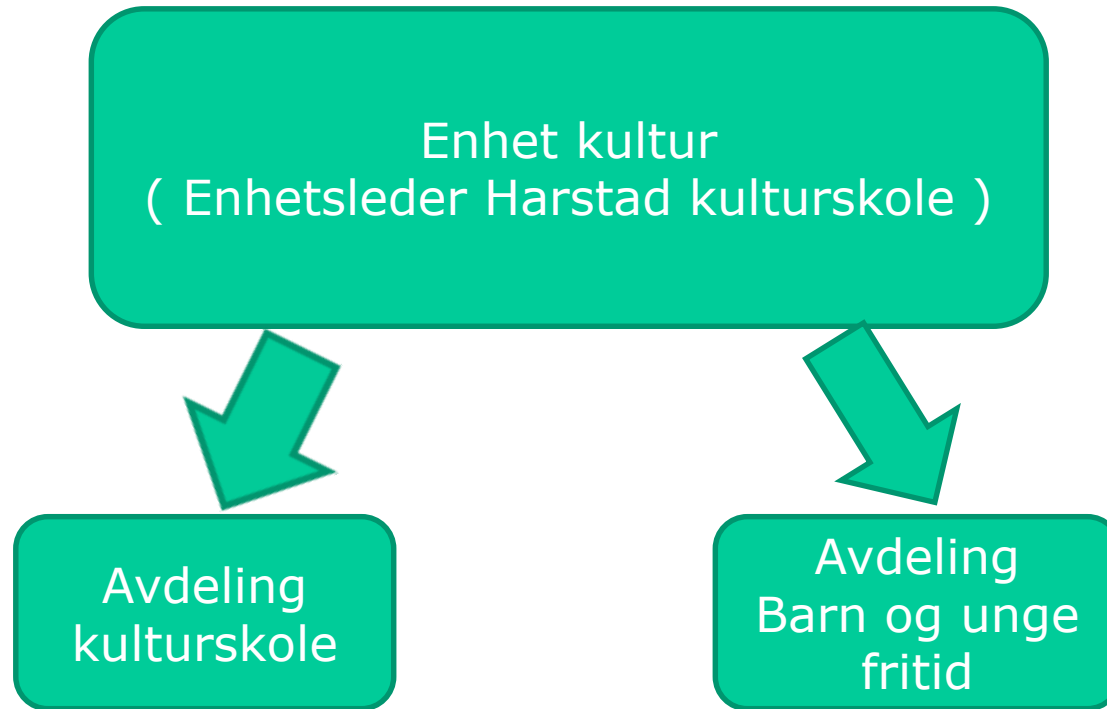 Enhet kultur
( Enhetsleder Harstad kulturskole )
Avdeling
kulturskole
Avdeling
Barn og unge
fritid